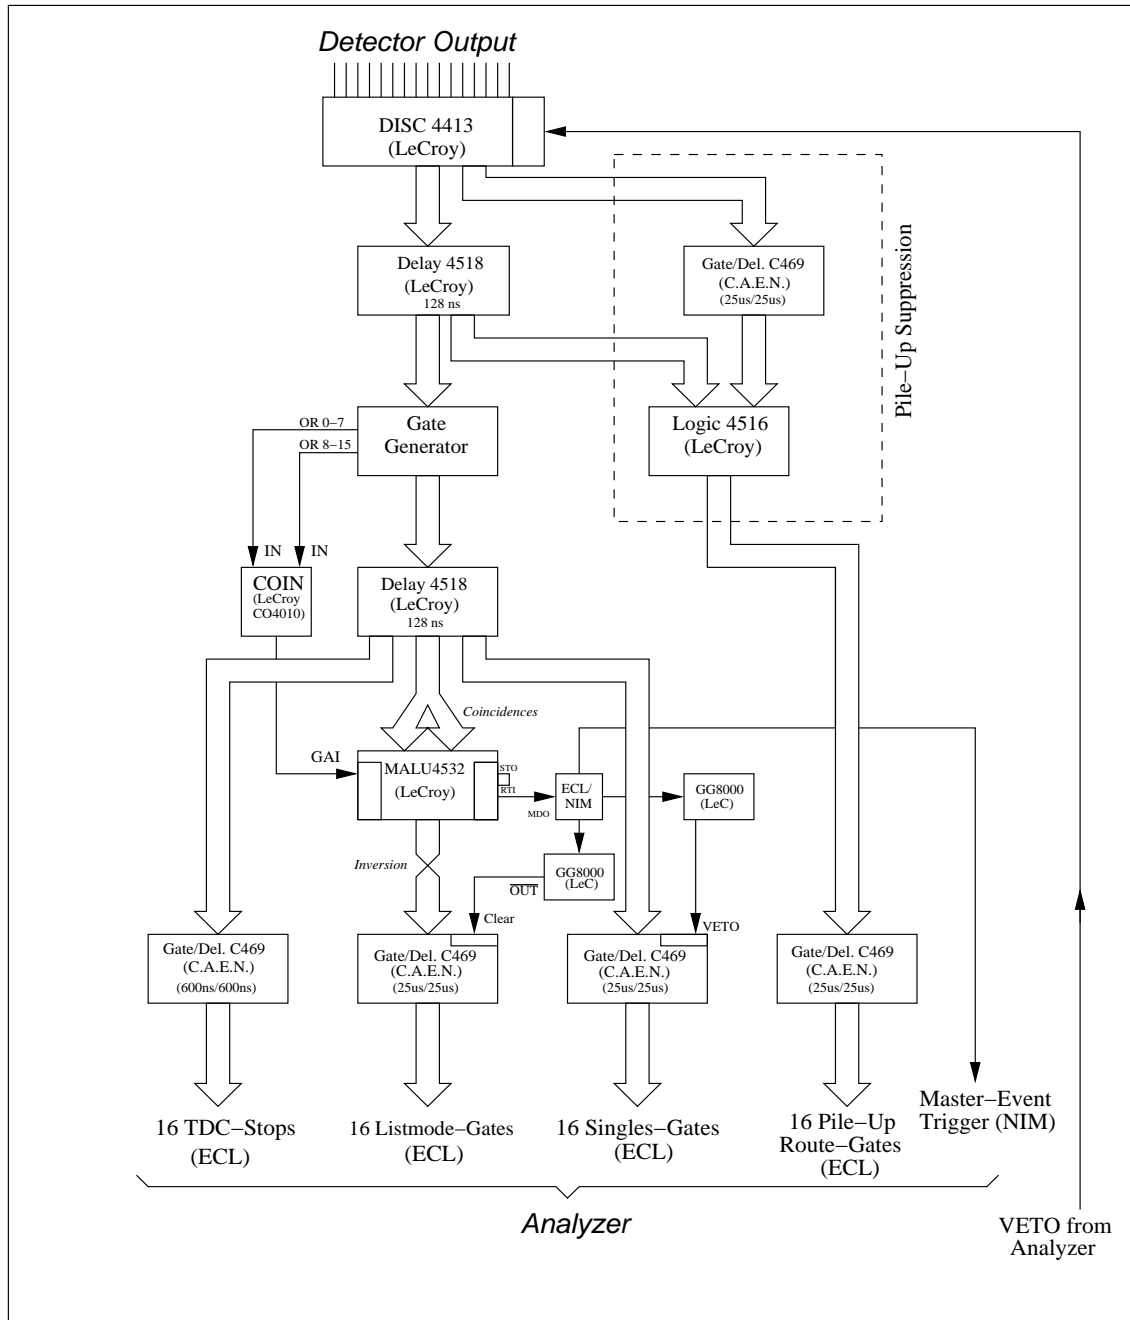 Detector Output
DISC 4413
(LeCroy)
Delay 4518
(LeCroy)
128 ns
Gate/Del. C469
(C.A.E.N.)
(25us/25us)
Pile–Up Suppression
OR 0–7
OR 8–15
Gate
Generator
Logic 4516
(LeCroy)
IN
IN
COIN
(LeCroy
CO4010)
Delay 4518
(LeCroy)
128 ns
Coincidences
GAI
MALU4532
(LeCroy)
STO
RTI
MDO
ECL/
NIM
GG8000
(LeC)
Inversion
GG8000
(LeC)
OUT
Clear
VETO
Gate/Del. C469
(C.A.E.N.)
(600ns/600ns)
Gate/Del. C469
(C.A.E.N.)
(25us/25us)
Gate/Del. C469
(C.A.E.N.)
(25us/25us)
Gate/Del. C469
(C.A.E.N.)
(25us/25us)
16 TDC–Stops
(ECL)
16 Listmode–Gates
(ECL)
16 Singles–Gates
(ECL)
16 Pile–Up
Route–Gates
(ECL)
Master–Event
Trigger (NIM)
Analyzer
VETO from
Analyzer